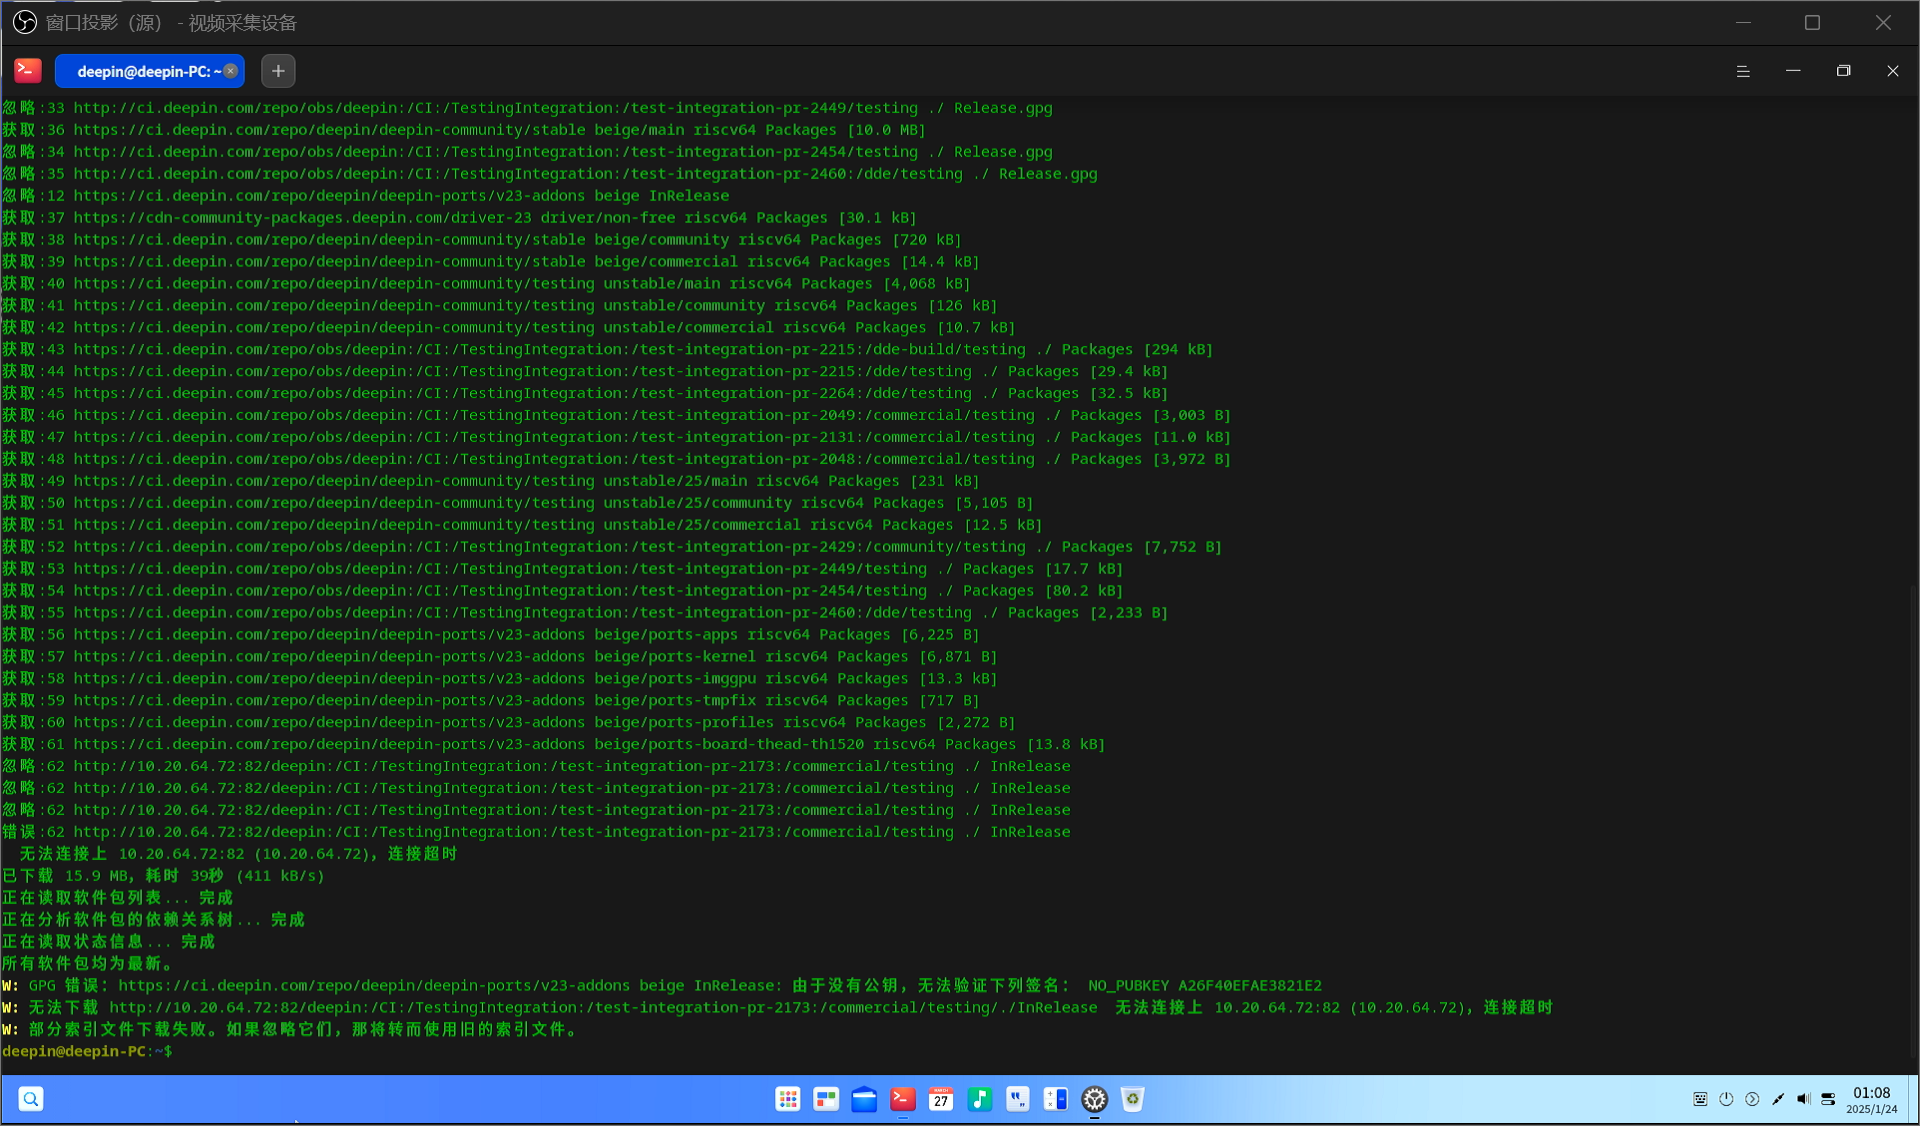 窗口投影（源） - 视频采集设备
deepin@deepin-PC: ~
忽略:33 http://ci.deepin.com/repo/obs/deepin:/CI:/TestingIntegration:/test-integration-pr-2449/testing ./ Release.gpg
获取:36 https://ci.deepin.com/repo/deepin/deepin-community/stable beige/main riscv64 Packages [10.0 MB]
忽略:34 http://ci.deepin.com/repo/obs/deepin:/CI:/TestingIntegration:/test-integration-pr-2454/testing ./ Release.gpg
忽略:35 http://ci.deepin.com/repo/obs/deepin:/CI:/TestingIntegration:/test-integration-pr-2460:/dde/testing ./ Release.gpg
忽略:12 https://ci.deepin.com/repo/deepin/deepin-ports/v23-addons beige InRelease
获取:37 https://cdn-community-packages.deepin.com/driver-23 driver/non-free riscv64 Packages [30.1 kB]
获取:38 https://ci.deepin.com/repo/deepin/deepin-community/stable beige/community riscv64 Packages [720 kB]
获取:39 https://ci.deepin.com/repo/deepin/deepin-community/stable beige/commercial riscv64 Packages [14.4 kB]
获取:40 https://ci.deepin.com/repo/deepin/deepin-community/testing unstable/main riscv64 Packages [4,068 kB]
获取:41 https://ci.deepin.com/repo/deepin/deepin-community/testing unstable/community riscv64 Packages [126 kB]
获取:42 https://ci.deepin.com/repo/deepin/deepin-community/testing unstable/commercial riscv64 Packages [10.7 kB]
获取:43 https://ci.deepin.com/repo/obs/deepin:/CI:/TestingIntegration:/test-integration-pr-2215:/dde-build/testing ./ Packages [294 kB]
获取:44 https://ci.deepin.com/repo/obs/deepin:/CI:/TestingIntegration:/test-integration-pr-2215:/dde/testing ./ Packages [29.4 kB]
获取:45 https://ci.deepin.com/repo/obs/deepin:/CI:/TestingIntegration:/test-integration-pr-2264:/dde/testing ./ Packages [32.5 kB]
获取:46 https://ci.deepin.com/repo/obs/deepin:/CI:/TestingIntegration:/test-integration-pr-2049:/commercial/testing ./ Packages [3,003 B]
获取:47 https://ci.deepin.com/repo/obs/deepin:/CI:/TestingIntegration:/test-integration-pr-2131:/commercial/testing ./ Packages [11.0 kB]
获取:48 https://ci.deepin.com/repo/obs/deepin:/CI:/TestingIntegration:/test-integration-pr-2048:/commercial/testing ./ Packages [3,972 B]
获取:49 https://ci.deepin.com/repo/deepin/deepin-community/testing unstable/25/main riscv64 Packages [231 kB]
获取:50 https://ci.deepin.com/repo/deepin/deepin-community/testing unstable/25/community riscv64 Packages [5,105 B]
获取:51 https://ci.deepin.com/repo/deepin/deepin-community/testing unstable/25/commercial riscv64 Packages [12.5 kB]
获取:52 https://ci.deepin.com/repo/obs/deepin:/CI:/TestingIntegration:/test-integration-pr-2429:/community/testing ./ Packages [7,752 B]
获取:53 https://ci.deepin.com/repo/obs/deepin:/CI:/TestingIntegration:/test-integration-pr-2449/testing ./ Packages [17.7 kB]
获取:54 https://ci.deepin.com/repo/obs/deepin:/CI:/TestingIntegration:/test-integration-pr-2454/testing ./ Packages [80.2 kB]
获取:55 https://ci.deepin.com/repo/obs/deepin:/CI:/TestingIntegration:/test-integration-pr-2460:/dde/testing ./ Packages [2,233 B]
获取:56 https://ci.deepin.com/repo/deepin/deepin-ports/v23-addons beige/ports-apps riscv64 Packages [6,225 B]
获取:57 https://ci.deepin.com/repo/deepin/deepin-ports/v23-addons beige/ports-kernel riscv64 Packages [6,871 B]
获取:58 https://ci.deepin.com/repo/deepin/deepin-ports/v23-addons beige/ports-imggpu riscv64 Packages [13.3 kB]
获取:59 https://ci.deepin.com/repo/deepin/deepin-ports/v23-addons beige/ports-tmpfix riscv64 Packages [717 B]
获取:60 https://ci.deepin.com/repo/deepin/deepin-ports/v23-addons beige/ports-profiles riscv64 Packages [2,272 B]
获取:61 https://ci.deepin.com/repo/deepin/deepin-ports/v23-addons beige/ports-board-thead-th1520 riscv64 Packages [13.8 kB]
忽略:62 http://10.20.64.72:82/deepin:/CI:/TestingIntegration:/test-integration-pr-2173:/commercial/testing ./ InRelease
忽略:62 http://10.20.64.72:82/deepin:/CI:/TestingIntegration:/test-integration-pr-2173:/commercial/testing ./ InRelease
忽略:62 http://10.20.64.72:82/deepin:/CI:/TestingIntegration:/test-integration-pr-2173:/commercial/testing ./ InRelease
错误:62 http://10.20.64.72:82/deepin:/CI:/TestingIntegration:/test-integration-pr-2173:/commercial/testing ./ InRelease
  无法连接上 10.20.64.72:82 (10.20.64.72)，连接超时
已下载 15.9 MB，耗时 39秒 (411 kB/s)
正在读取软件包列表... 完成
正在分析软件包的依赖关系树... 完成
正在读取状态信息... 完成
所有软件包均为最新。
W: GPG 错误：https://ci.deepin.com/repo/deepin/deepin-ports/v23-addons beige InRelease: 由于没有公钥，无法验证下列签名： NO_PUBKEY A26F40EFAE3821E2
W: 无法下载 http://10.20.64.72:82/deepin:/CI:/TestingIntegration:/test-integration-pr-2173:/commercial/testing/./InRelease  无法连接上 10.20.64.72:82 (10.20.64.72)，连接超时
W: 部分索引文件下载失败。如果忽略它们，那将转而使用旧的索引文件。
deepin@deepin-PC:~$
27
01:08
2025/1/24